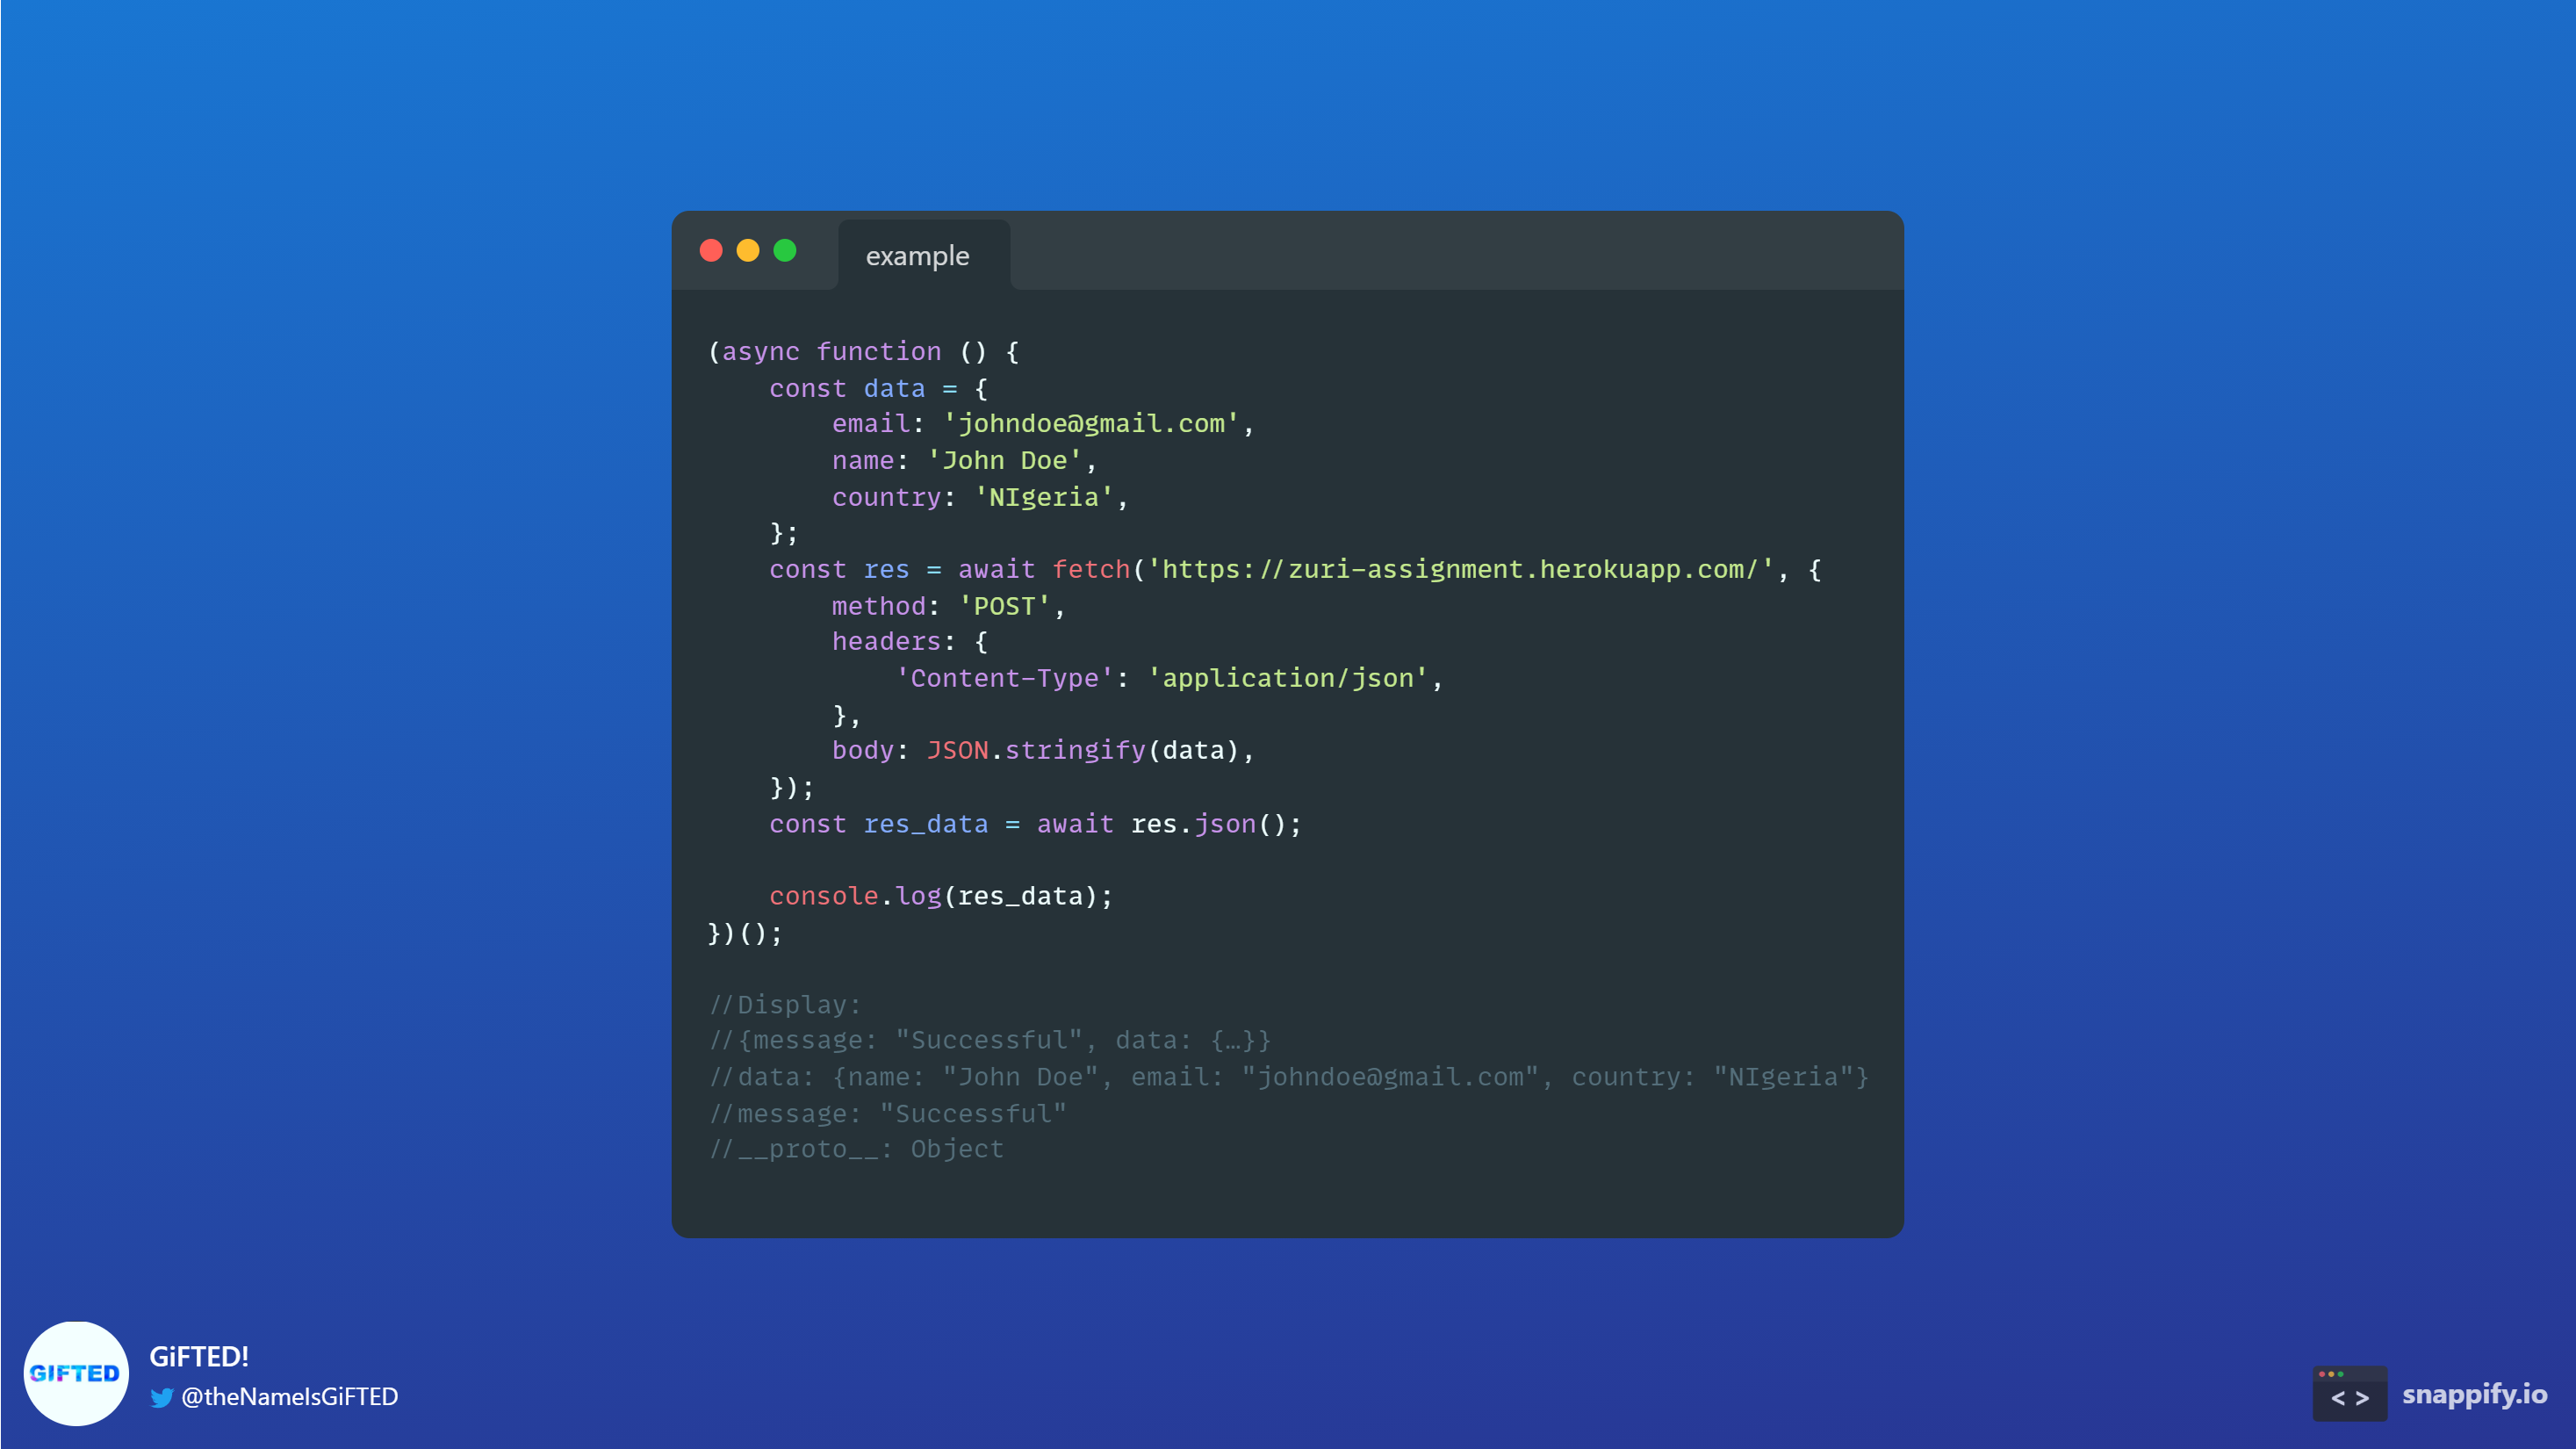 example
(async function () {
    const data = {
        email: 'johndoe@gmail.com',
        name: 'John Doe',
        country: 'NIgeria',
    };
    const res = await fetch('https://zuri-assignment.herokuapp.com/', {
        method: 'POST',
        headers: {
            'Content-Type': 'application/json',
        },
        body: JSON.stringify(data),
    });
    const res_data = await res.json();

    console.log(res_data);
})();

//Display:
//{message: "Successful", data: {…}}
//data: {name: "John Doe", email: "johndoe@gmail.com", country: "NIgeria"}
//message: "Successful"
//__proto__: Object
GIFTED
GiFTED!
@theNameIsGiFTED
< >
snappify.io